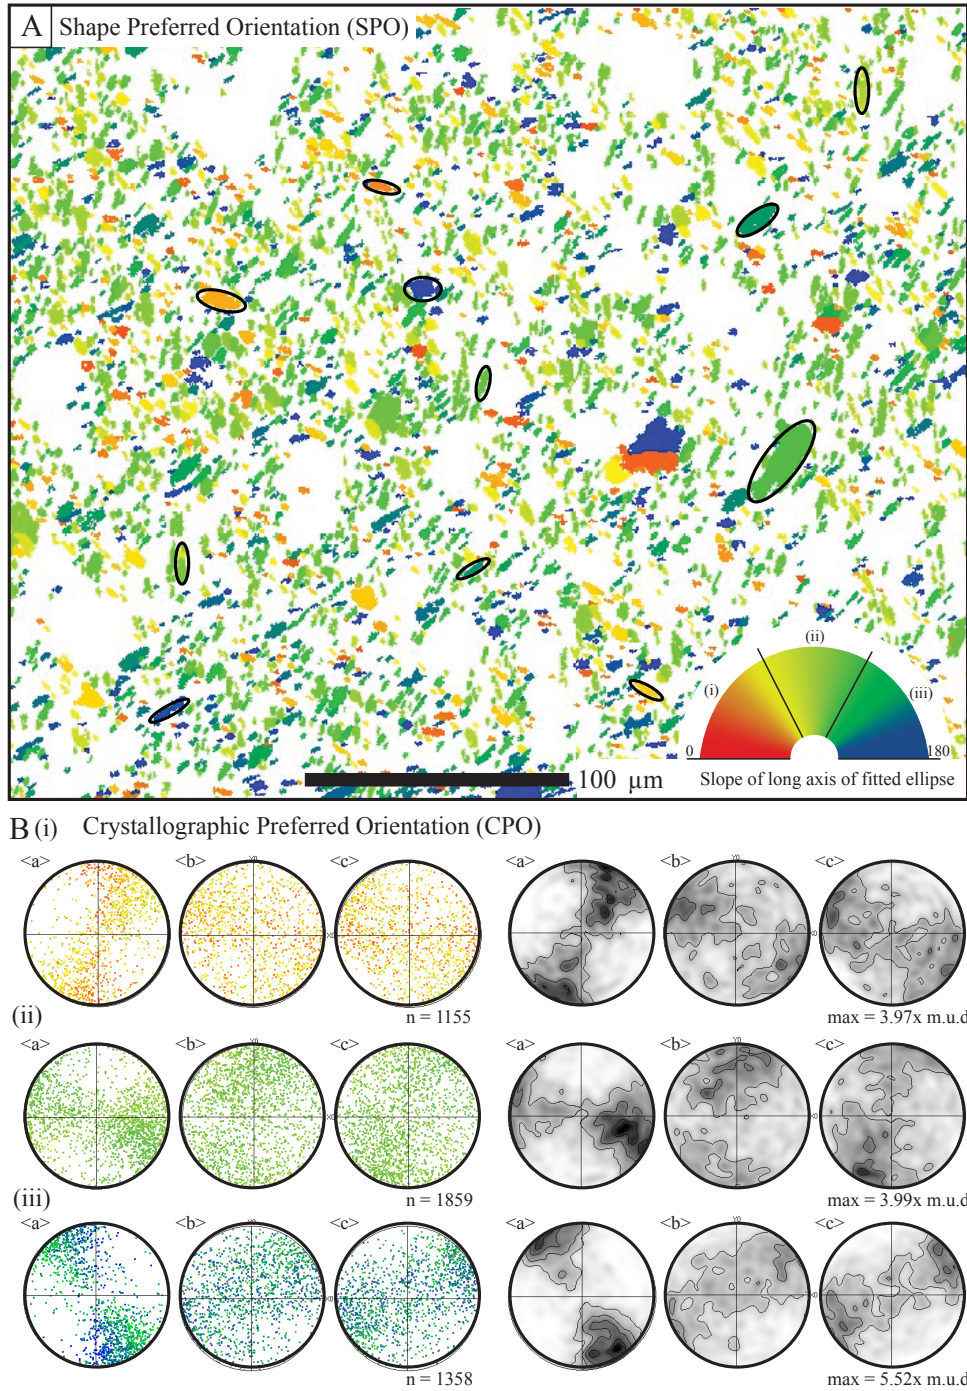 A Shape Preferred Orientation (SPO)
(ii)
(i)
(iii)
0
180
100 µm
Slope of long axis of fitted ellipse
B (i) Crystallographic Preferred Orientation (CPO)
<a> <b> <c> <a> <b> <c>
n = 1155
max = 3.97x m.u.d
(ii)
<a> <b> <c> <a> <b> <c>
n = 1859
max = 3.99x m.u.d
(iii)
<a> <b> <c> <a> <b> <c>
n = 1358
max = 5.52x m.u.d